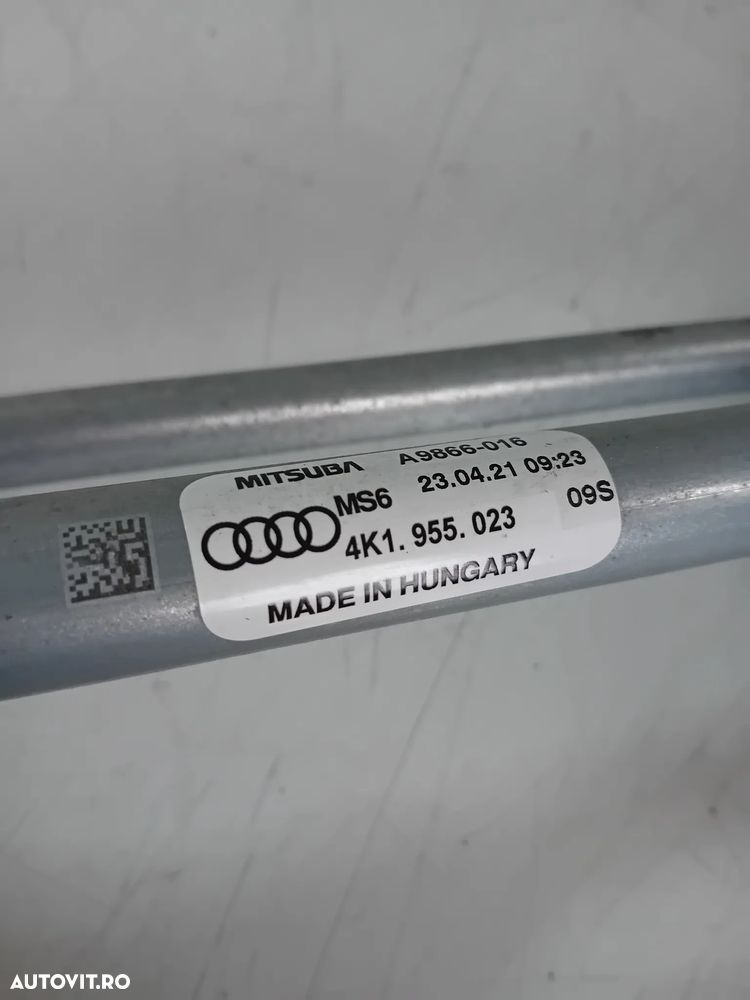 MITSUBA A9866-016
MS6 23.04.21 09:23
4K1.955.023 09S
MADE IN HUNGARY
AUTOVIT.RO